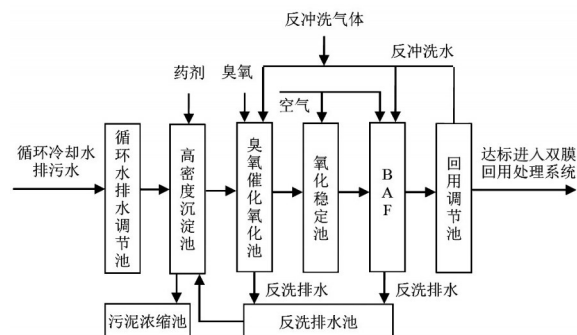 反冲洗气体
反冲洗水
药剂
臭氧
空气
循环冷却水
排污水
循环水排水调节池
高密度沉淀池
臭氧催化氧化池
氧化稳定池
BAF
回用调节池
达标进入双膜
回用处理系统
反洗排水
反洗排水
污泥浓缩池
反洗排水池